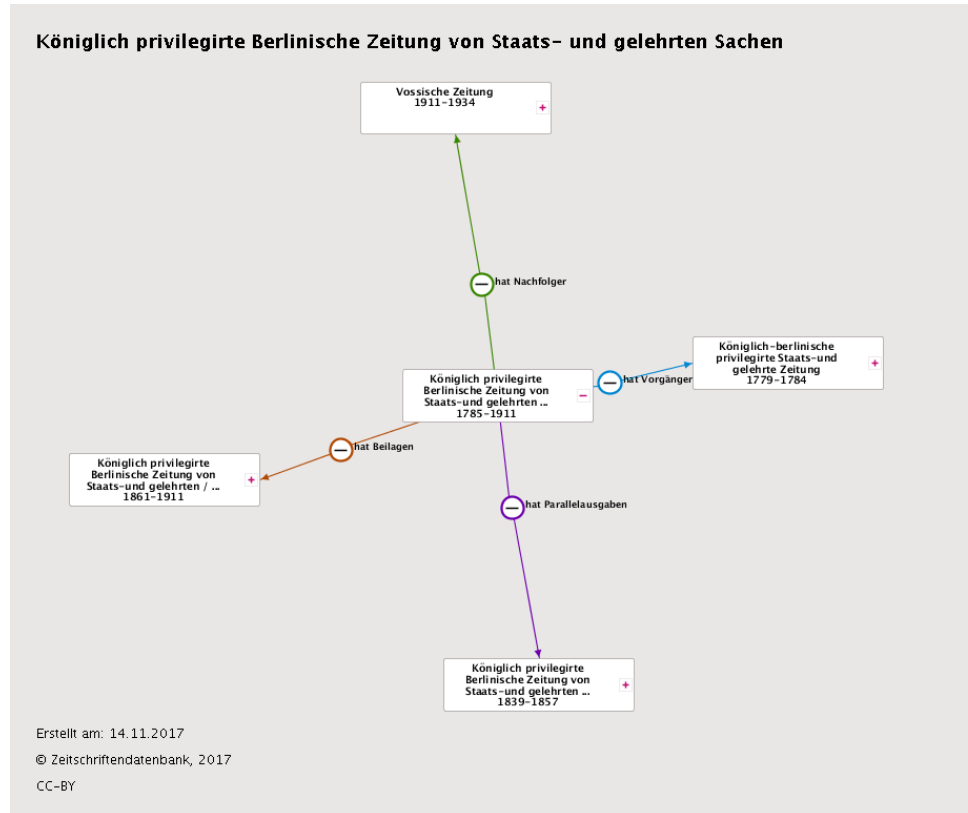 Königlich privilegirte Berlinische Zeitung von Staats- und gelehrten Sachen
Vossische Zeitung
1911-1934
hat Nachfolger
Königlich-berlinische
privilegirte Staats-und
gelehrte Zeitung
1779-1784
hat Vorgänger
Königlich privilegirte
Berlinische Zeitung von
Staats-und gelehrten ...
1785-1911
hat Beilagen
Königlich privilegirte
Berlinische Zeitung von
Staats-und gelehrten / ...
1861-1911
hat Parallelausgaben
Königlich privilegirte
Berlinische Zeitung von
Staats-und gelehrten ...
1839-1857
Erstellt am: 14.11.2017
© Zeitschriftendatenbank, 2017
CC-BY